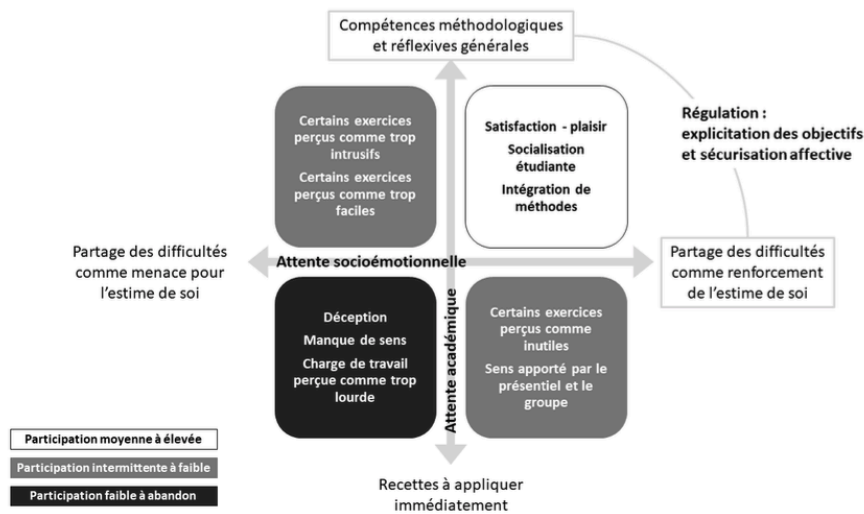 Compétences méthodologiques
et réflexives générales
Certains exercices
perçus comme trop
intrusifs
Certains exercices
perçus comme trop
faciles
Satisfaction - plaisir
Socialisation
étudiante
Intégration de
méthodes
Régulation :
explicitation des objectifs
et sécurisation affective
Partage des difficultés
comme menace pour
l'estime de soi
Attente socioémotionnelle
Partage des difficultés
comme renforcement
de l'estime de soi
Attente académique
Déception
Manque de sens
Charge de travail
perçue comme trop
lourde
Certains exercices
perçus comme
inutiles
Sens apporté par le
présentiel et le
groupe
Participation moyenne à élevée
Participation intermittente à faible
Participation faible à abandon
Recettes à appliquer
immédiatement